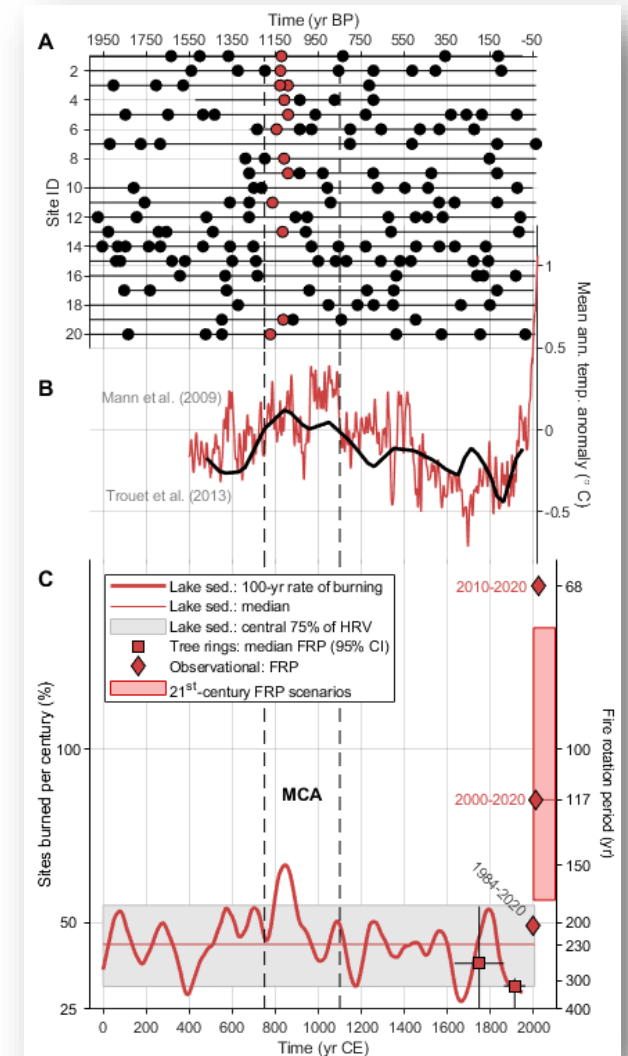 Time (yr BP)
1950 1750 1550 1350 1150 950 750 550 350 150 -50
A
2
4
6
8
10
12
14
16
18
20
Site ID
1
0.5
0
-0.5
Mean ann. temp. anomaly (° C)
B
Mann et al. (2009)
Trouet et al. (2013)
C
Lake sed.: 100-yr rate of burning
Lake sed.: median
Lake sed.: central 75% of HRV
Tree rings: median FRP (95% CI)
Observational: FRP
21st-century FRP scenarios
2010-2020
68
100
100
MCA
2000-2020
117
150
1984-2020
50
200
230
300
25
400
Sites burned per century (%)
Fire rotation period (yr)
0 200 400 600 800 1000 1200 1400 1600 1800 2000
Time (yr CE)